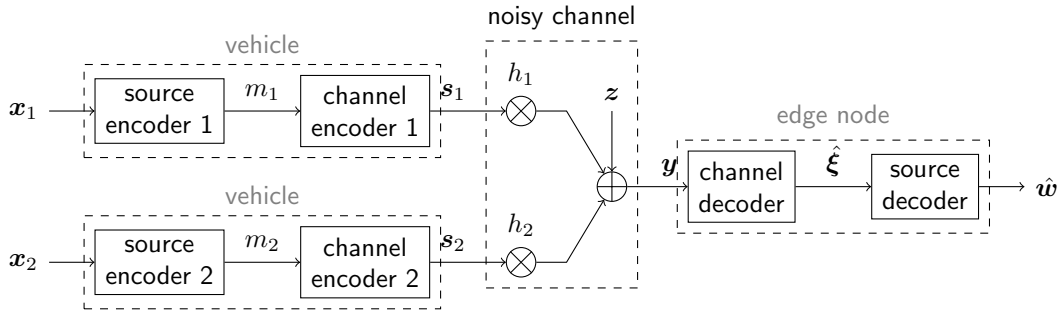 noisy channel
vehicle
h₁
z
x₁
source
encoder 1
m₁
channel
encoder 1
s₁
edge node
y
channel
decoder
ξ̂
source
decoder
ŵ
vehicle
h₂
x₂
source
encoder 2
m₂
channel
encoder 2
s₂